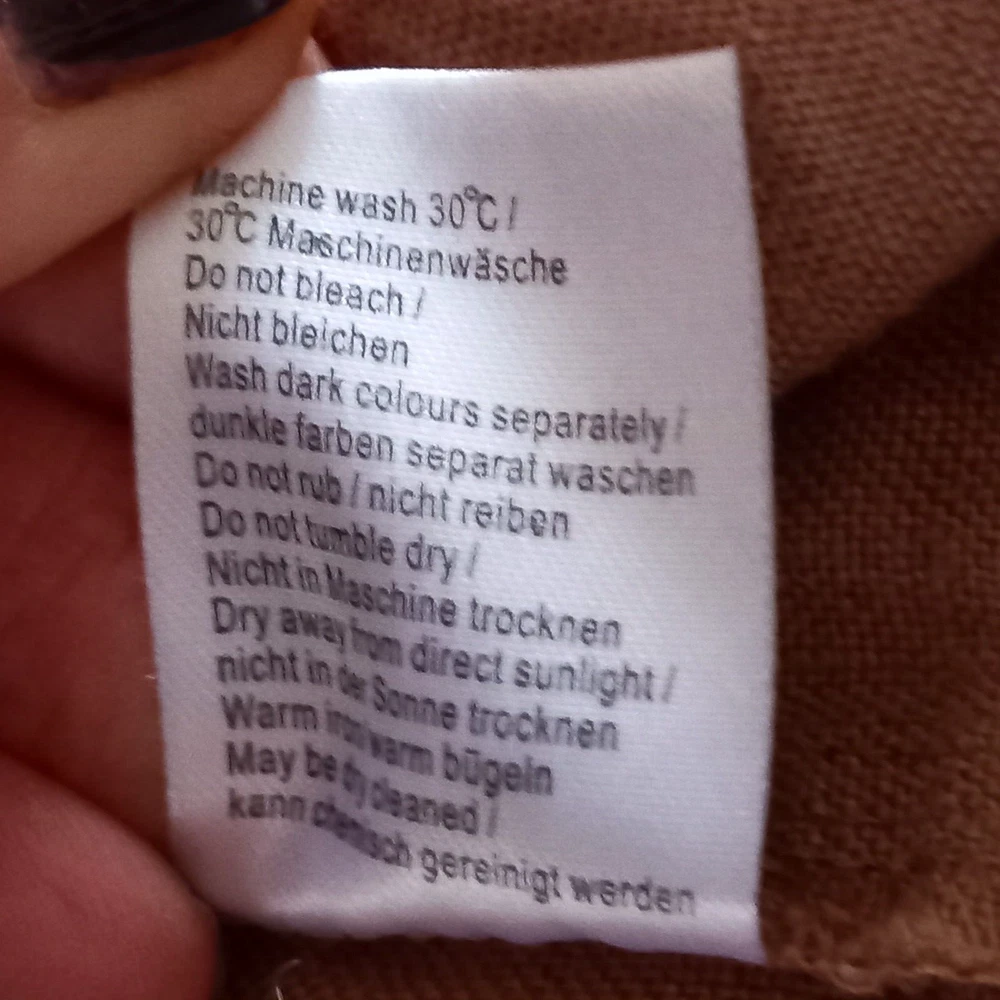 Machine wash 30℃ /
30℃ Maschinenwäsche
Do not bleach /
Nicht bleichen
Wash dark colours separately /
dunkle farben separat waschen
Do not rub / nicht reiben
Do not tumble dry /
Nicht in Maschine trocknen
Dry away from direct sunlight /
nicht in der Sonne trocknen
Warm iron/warm bügeln
May be dry cleaned /
kann chemisch gereinigt werden